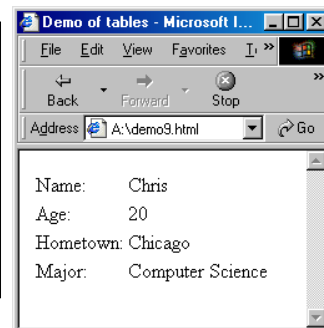 Demo of tables - Microsoft I...
File Edit View Favorites »
Back Forward Stop »
Address A:\demo9.html Go
Name: Chris
Age: 20
Hometown: Chicago
Major: Computer Science